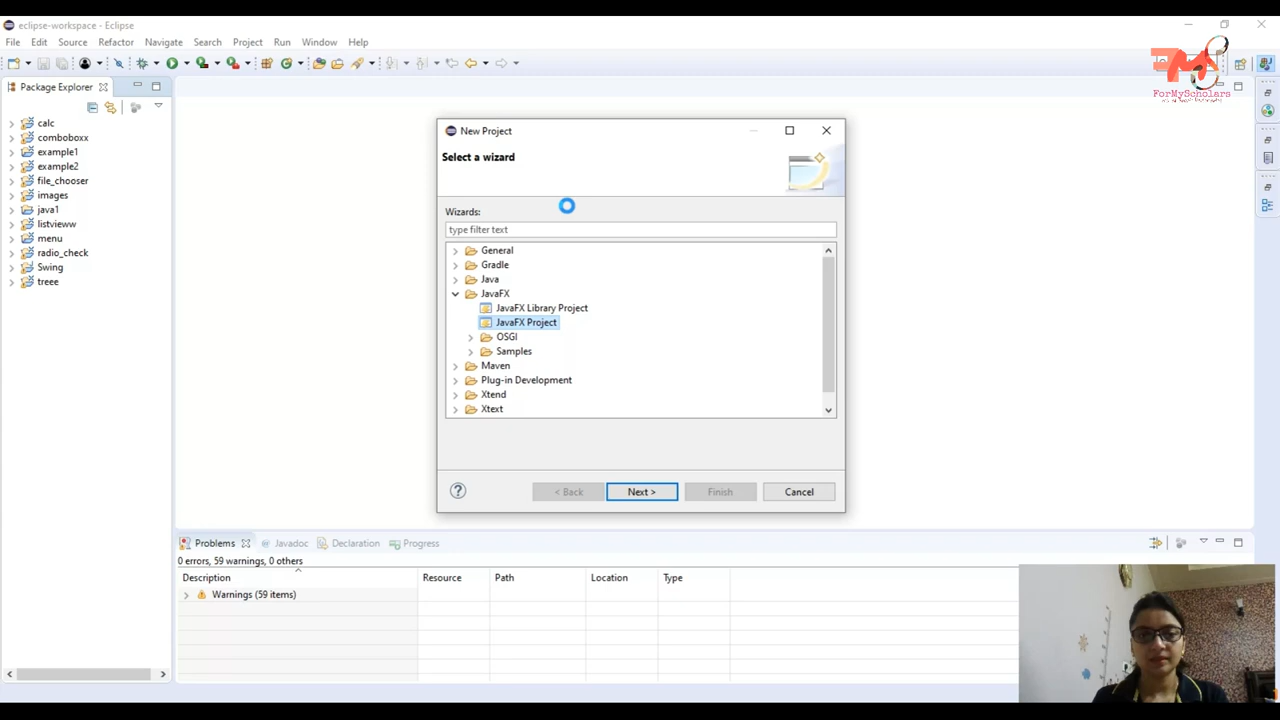 eclipse-workspace - Eclipse
File Edit Source Refactor Navigate Search Project Run Window Help
ForMyScholars
Package Explorer
calc
comboboxx
example1
example2
file_chooser
images
java1
listvieww
menu
radio_check
Swing
treee
New Project
Select a wizard
Wizards:
type filter text
General
Gradle
Java
JavaFX
JavaFX Library Project
JavaFX Project
OSGI
Samples
Maven
Plug-in Development
Xtend
Xtext
< Back Next > Finish Cancel
Problems Javadoc Declaration Progress
0 errors, 59 warnings, 0 others
Description Resource Path Location Type
Warnings (59 items)